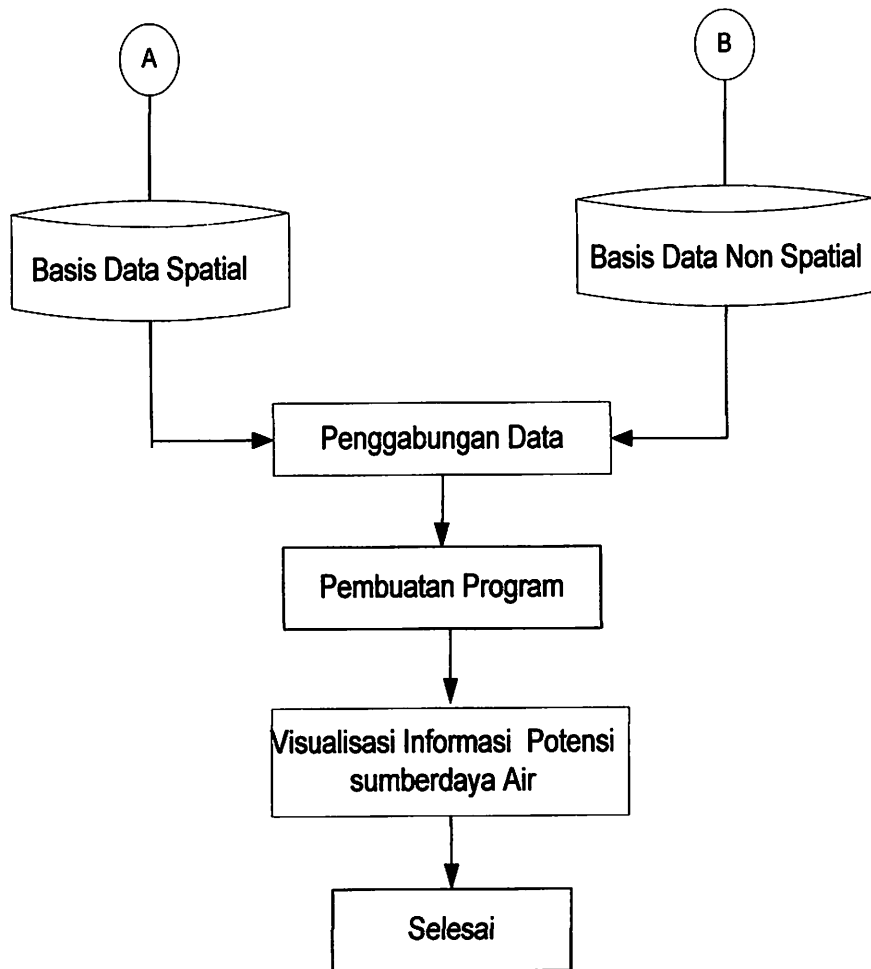 A
B
Basis Data Spatial
Basis Data Non Spatial
Penggabungan Data
Pembuatan Program
Visualisasi Informasi Potensi
sumberdaya Air
Selesai